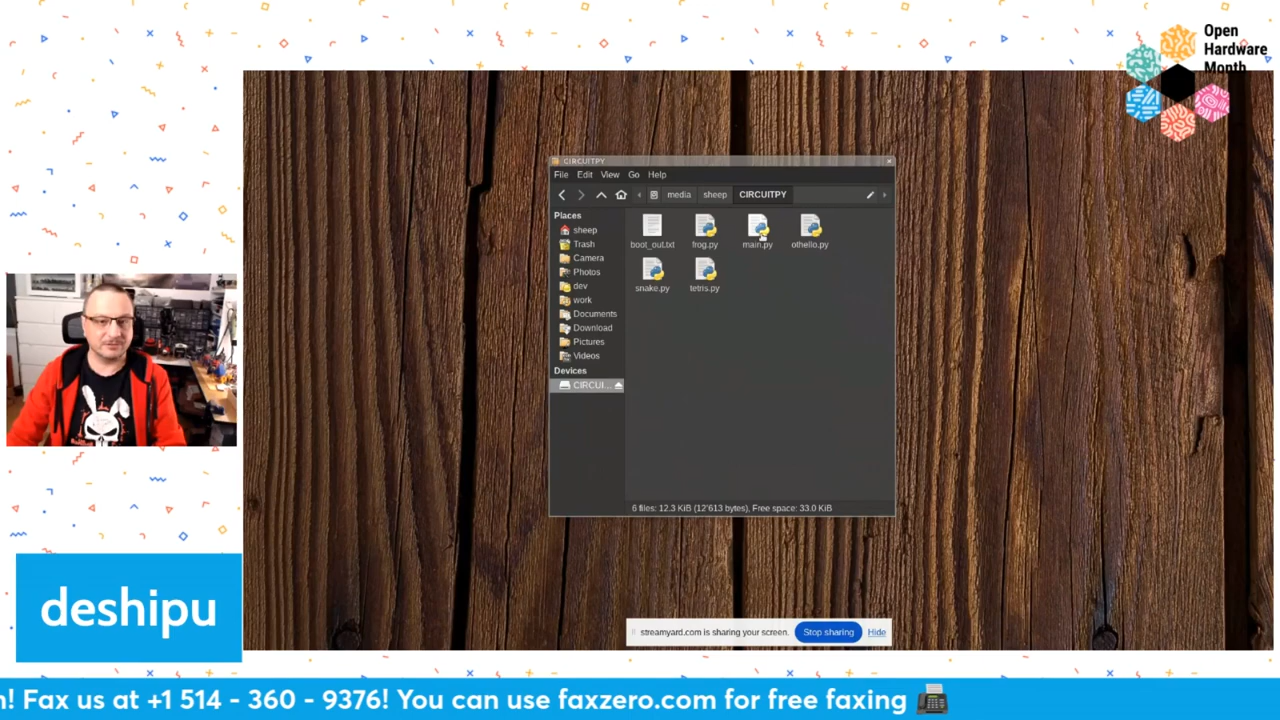 Open
Hardware
Month
CIRCUITPY
File Edit View Go Help
media sheep CIRCUITPY
Places
sheep
Trash
Camera
Photos
dev
work
Documents
Download
Pictures
Videos
Devices
CIRCUI...
boot_out.txt frog.py main.py othello.py
snake.py tetris.py
6 files: 12.3 KiB (12'613 bytes), Free space: 33.0 KiB
streamyard.com is sharing your screen. Stop sharing Hide
deshipu
! Fax us at +1 514 - 360 - 9376! You can use faxzero.com for free faxing 📠